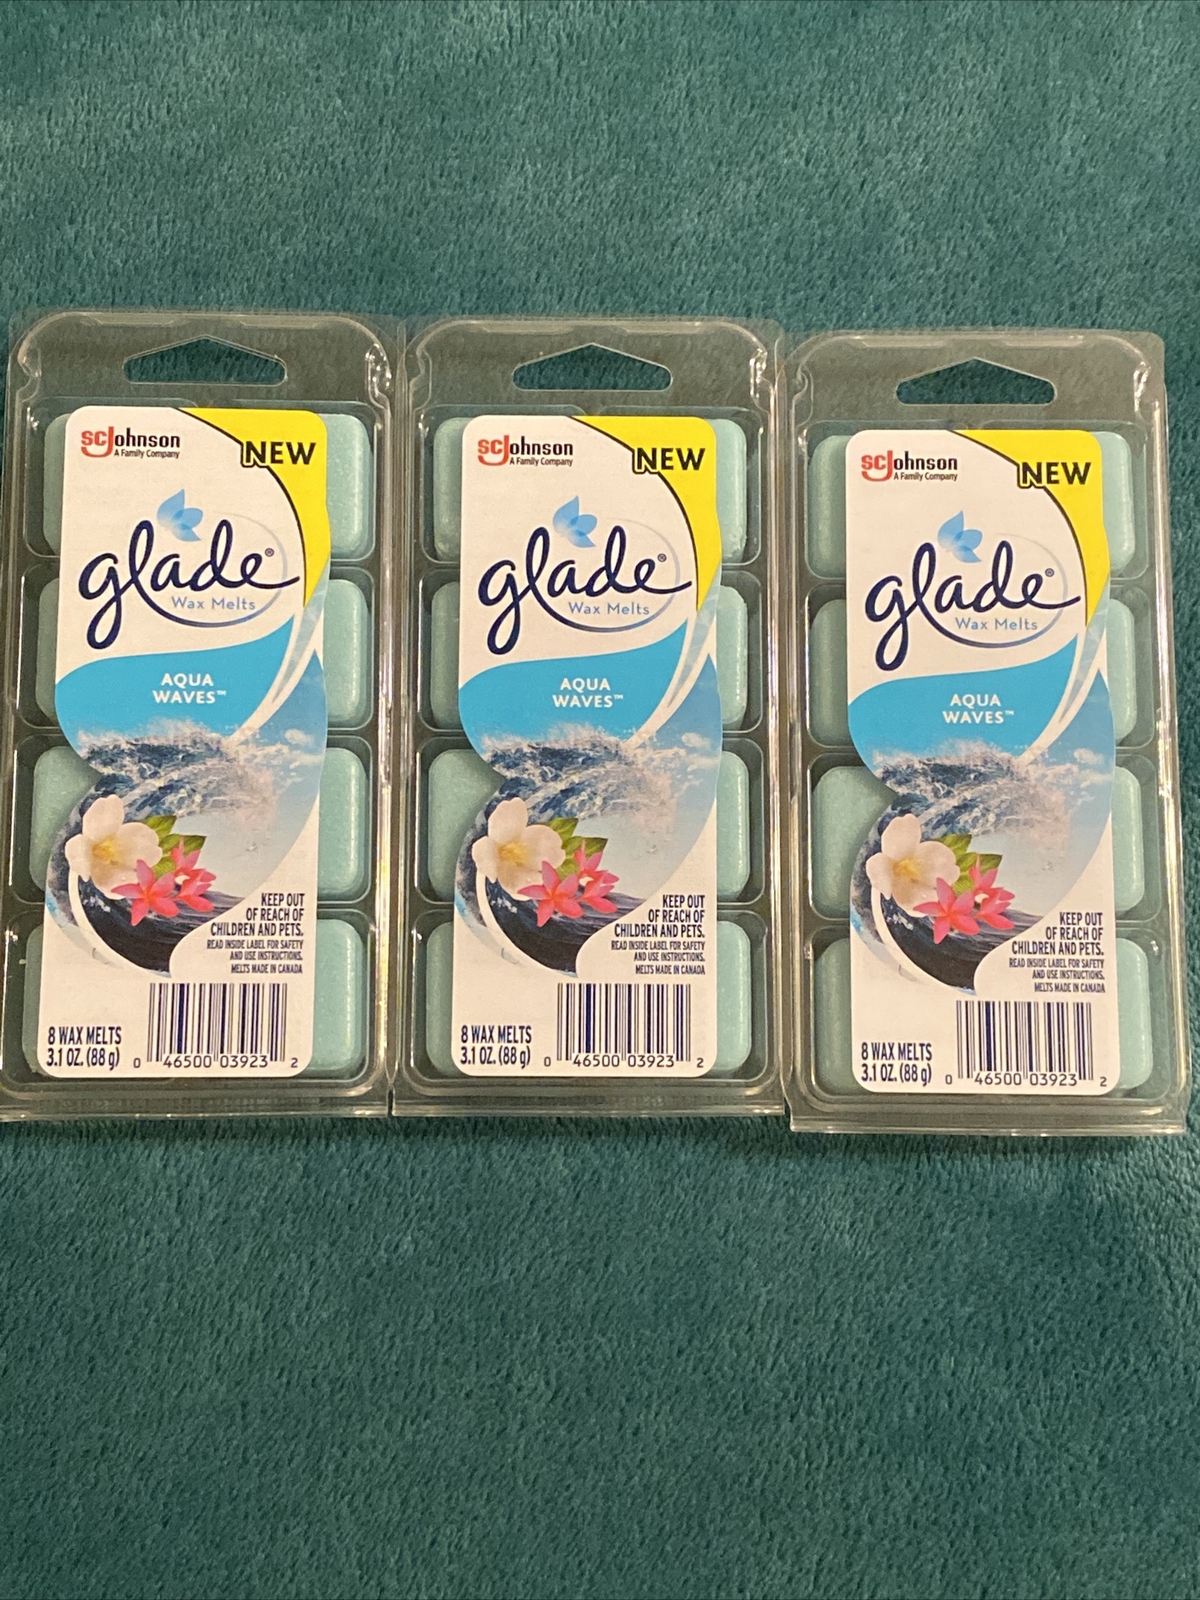 scJohnson
A Family Company
NEW
glade®
Wax Melts
AQUA
WAVES™
KEEP OUT
OF REACH OF
CHILDREN AND PETS.
READ INSIDE LABEL FOR SAFETY
AND USE INSTRUCTIONS.
MELTS MADE IN CANADA
8 WAX MELTS
3.1 OZ. (88 g)
0 46500 03923 2
scJohnson
A Family Company
NEW
glade®
Wax Melts
AQUA
WAVES™
KEEP OUT
OF REACH OF
CHILDREN AND PETS.
READ INSIDE LABEL FOR SAFETY
AND USE INSTRUCTIONS.
MELTS MADE IN CANADA
8 WAX MELTS
3.1 OZ. (88 g)
0 46500 03923 2
scJohnson
A Family Company
NEW
glade®
Wax Melts
AQUA
WAVES™
KEEP OUT
OF REACH OF
CHILDREN AND PETS.
READ INSIDE LABEL FOR SAFETY
AND USE INSTRUCTIONS.
MELTS MADE IN CANADA
8 WAX MELTS
3.1 OZ. (88 g)
0 46500 03923 2